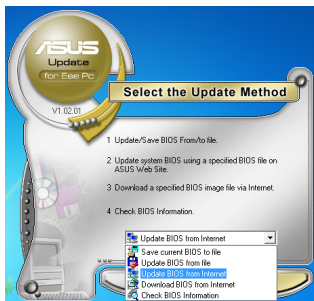 ASUS
Update
for Eee Pc
V1.02.01
Select the Update Method
1 Update/Save BIOS From/to file.
2 Update system BIOS using a specified BIOS file on
ASUS Web Site.
3 Download a specified BIOS image file via Internet.
4 Check BIOS Information.
Update BIOS from Internet
Save current BIOS to file
Update BIOS from file
Update BIOS from Internet
Download BIOS from Internet
Check BIOS Information